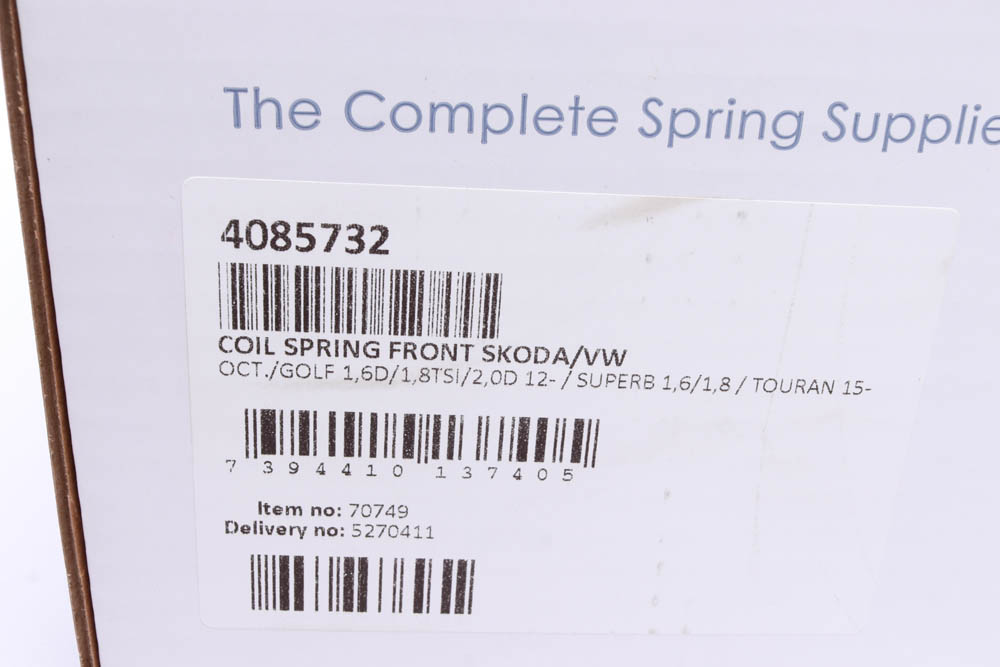 The Complete Spring Supplie
4085732
COIL SPRING FRONT SKODA/VW
OCT./GOLF 1,6D/1,8TSI/2,0D 12- / SUPERB 1,6/1,8 / TOURAN 15-
7 394410 137405
Item no: 70749
Delivery no: 5270411